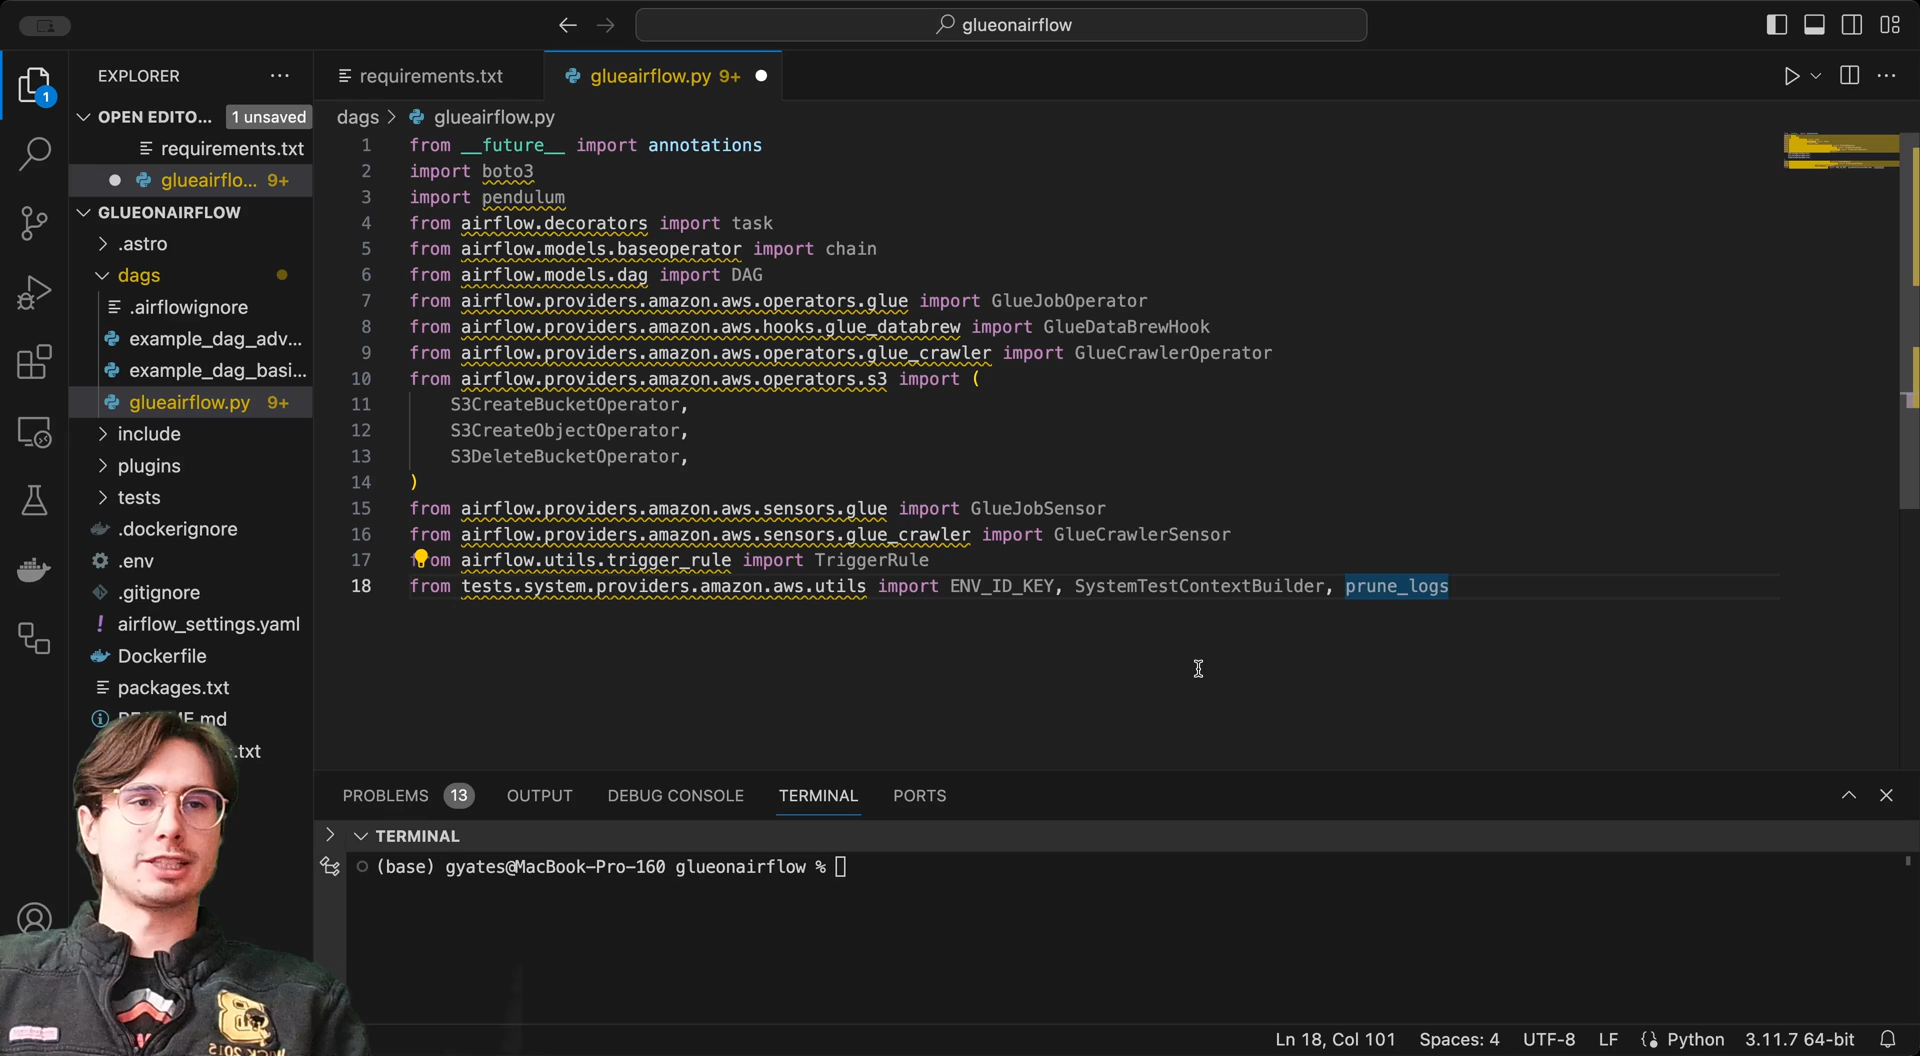 glueonairflow
EXPLORER
requirements.txt
glueairflow.py 9+
1
OPEN EDITO... 1 unsaved
requirements.txt
glueairflo... 9+
GLUEONAIRFLOW
.astro
dags
.airflowignore
example_dag_adv...
example_dag_basi...
glueairflow.py 9+
include
plugins
tests
.dockerignore
.env
.gitignore
airflow_settings.yaml
Dockerfile
packages.txt
.md
.txt
dags > glueairflow.py
1 from __future__ import annotations
2 import boto3
3 import pendulum
4 from airflow.decorators import task
5 from airflow.models.baseoperator import chain
6 from airflow.models.dag import DAG
7 from airflow.providers.amazon.aws.operators.glue import GlueJobOperator
8 from airflow.providers.amazon.aws.hooks.glue_databrew import GlueDataBrewHook
9 from airflow.providers.amazon.aws.operators.glue_crawler import GlueCrawlerOperator
10 from airflow.providers.amazon.aws.operators.s3 import (
11 S3CreateBucketOperator,
12 S3CreateObjectOperator,
13 S3DeleteBucketOperator,
14 )
15 from airflow.providers.amazon.aws.sensors.glue import GlueJobSensor
16 from airflow.providers.amazon.aws.sensors.glue_crawler import GlueCrawlerSensor
17 from airflow.utils.trigger_rule import TriggerRule
18 from tests.system.providers.amazon.aws.utils import ENV_ID_KEY, SystemTestContextBuilder, prune_logs
PROBLEMS 13 OUTPUT DEBUG CONSOLE TERMINAL PORTS
TERMINAL
(base) gyates@MacBook-Pro-160 glueonairflow %
Ln 18, Col 101 Spaces: 4 UTF-8 LF Python 3.11.7 64-bit